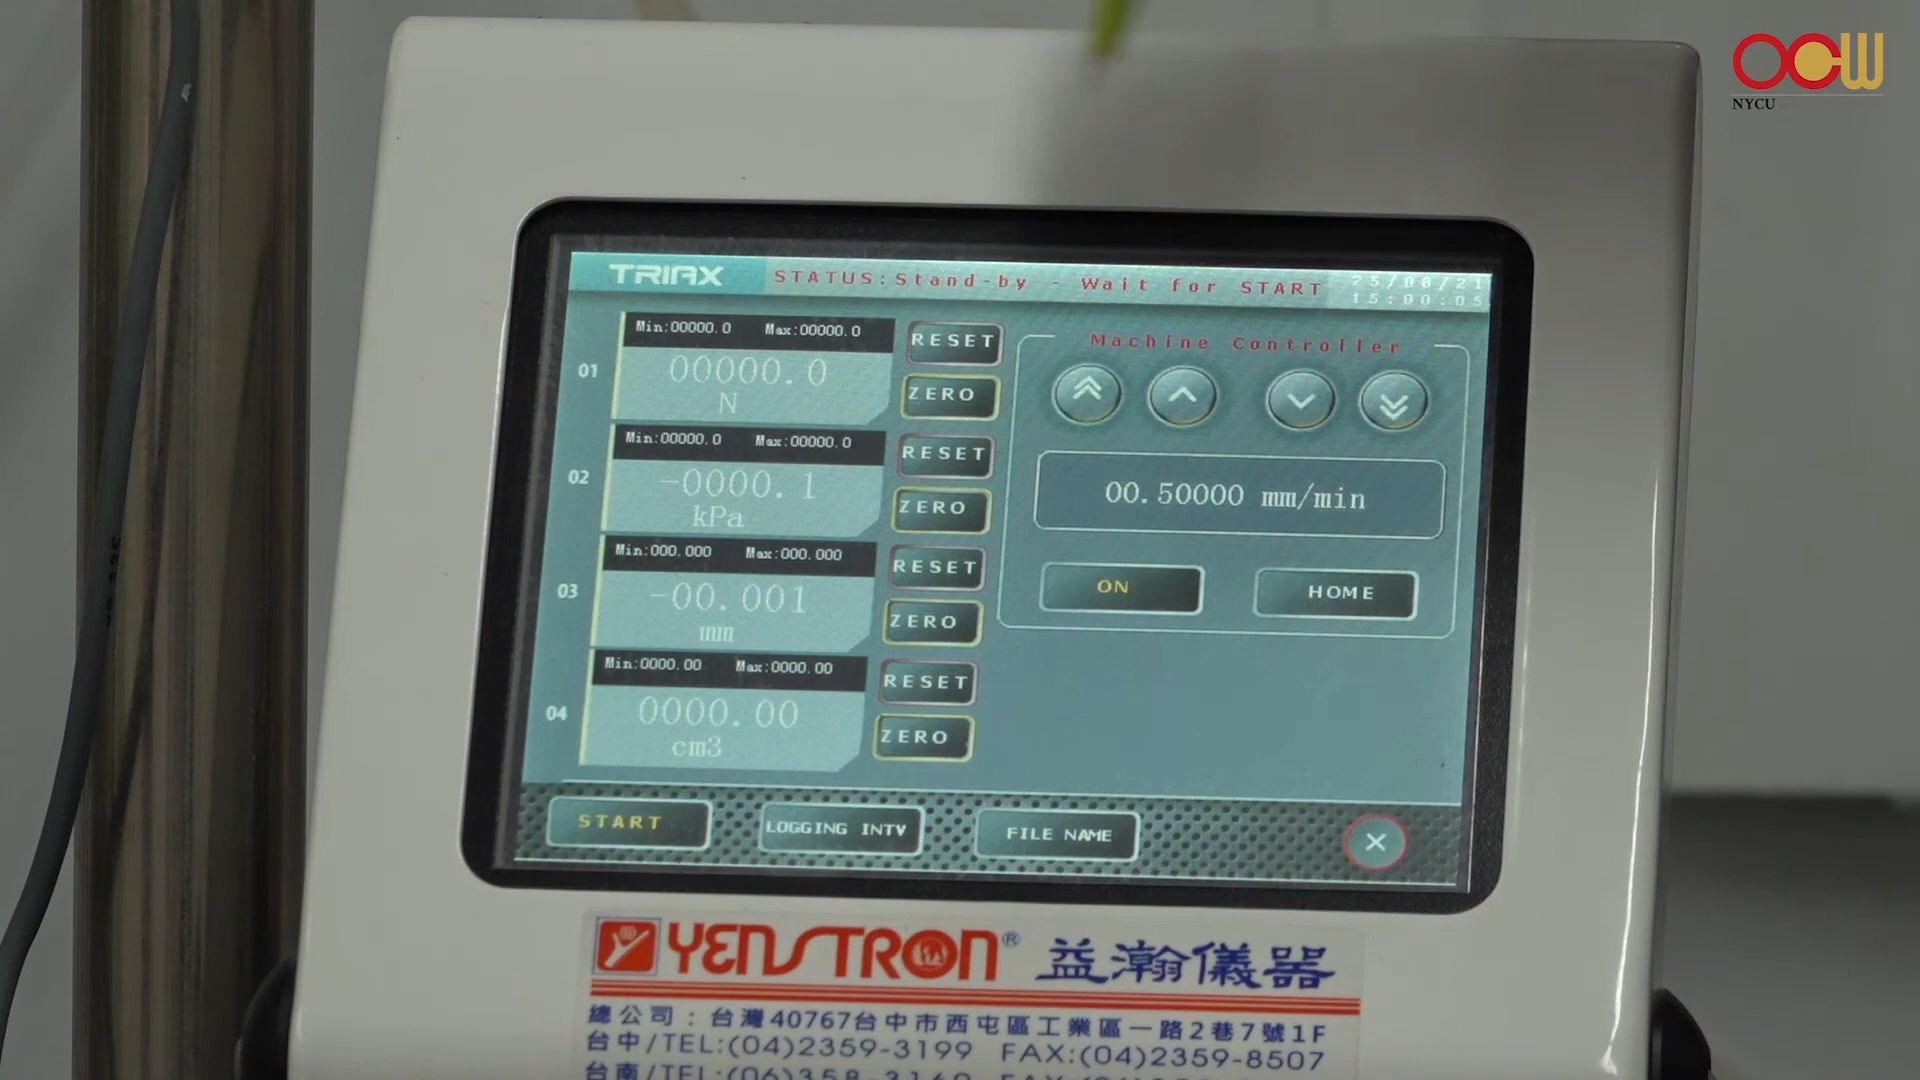 OCW
NYCU
TRIAX
STATUS:Stand-by - Wait for START
25/08/21
15:00:05
Min:00000.0 Max:00000.0
01
00000.0
N
RESET
ZERO
Min:00000.0 Max:00000.0
02
-0000.1
kPa
RESET
ZERO
Min:000.000 Max:000.000
03
-00.001
mm
RESET
ZERO
Min:0000.00 Max:0000.00
04
0000.00
cm3
RESET
ZERO
Machine Controller
00.50000 mm/min
ON HOME
START LOGGING INTV FILE NAME
YENSTRON® 益瀚儀器
總公司：台灣40767台中市西屯區工業區一路2巷7號1F
台中/TEL:(04)2359-3199 FAX:(04)2359-8507
台南/TEL:(06)358-3160 FAX: